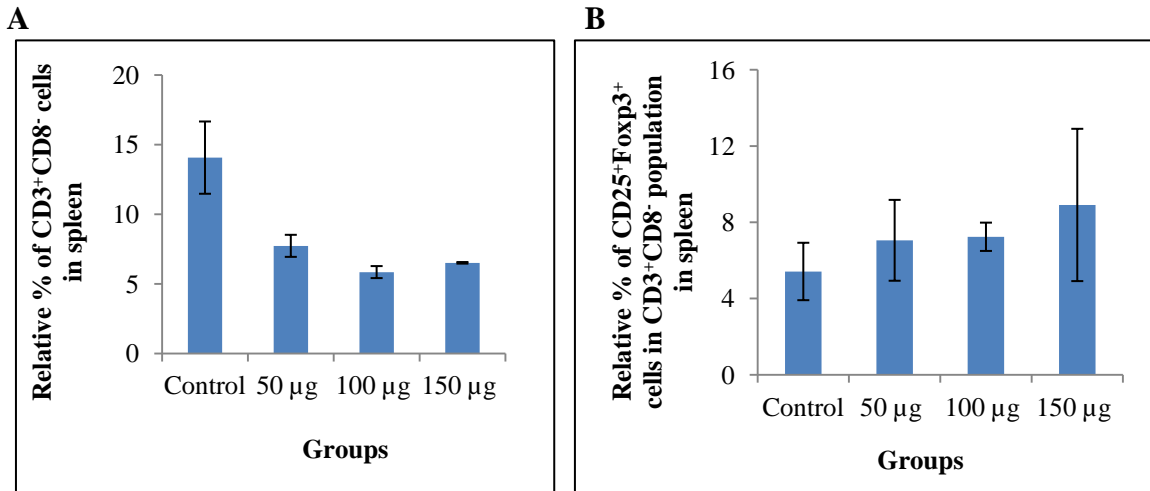 A
Relative % of CD3⁺CD8⁻ cells
in spleen
20
15
10
5
0
Control 50 µg 100 µg 150 µg
Groups
B
Relative % of CD25⁺Foxp3⁺
cells in CD3⁺CD8⁻ population
in spleen
16
12
8
4
0
Control 50 µg 100 µg 150 µg
Groups